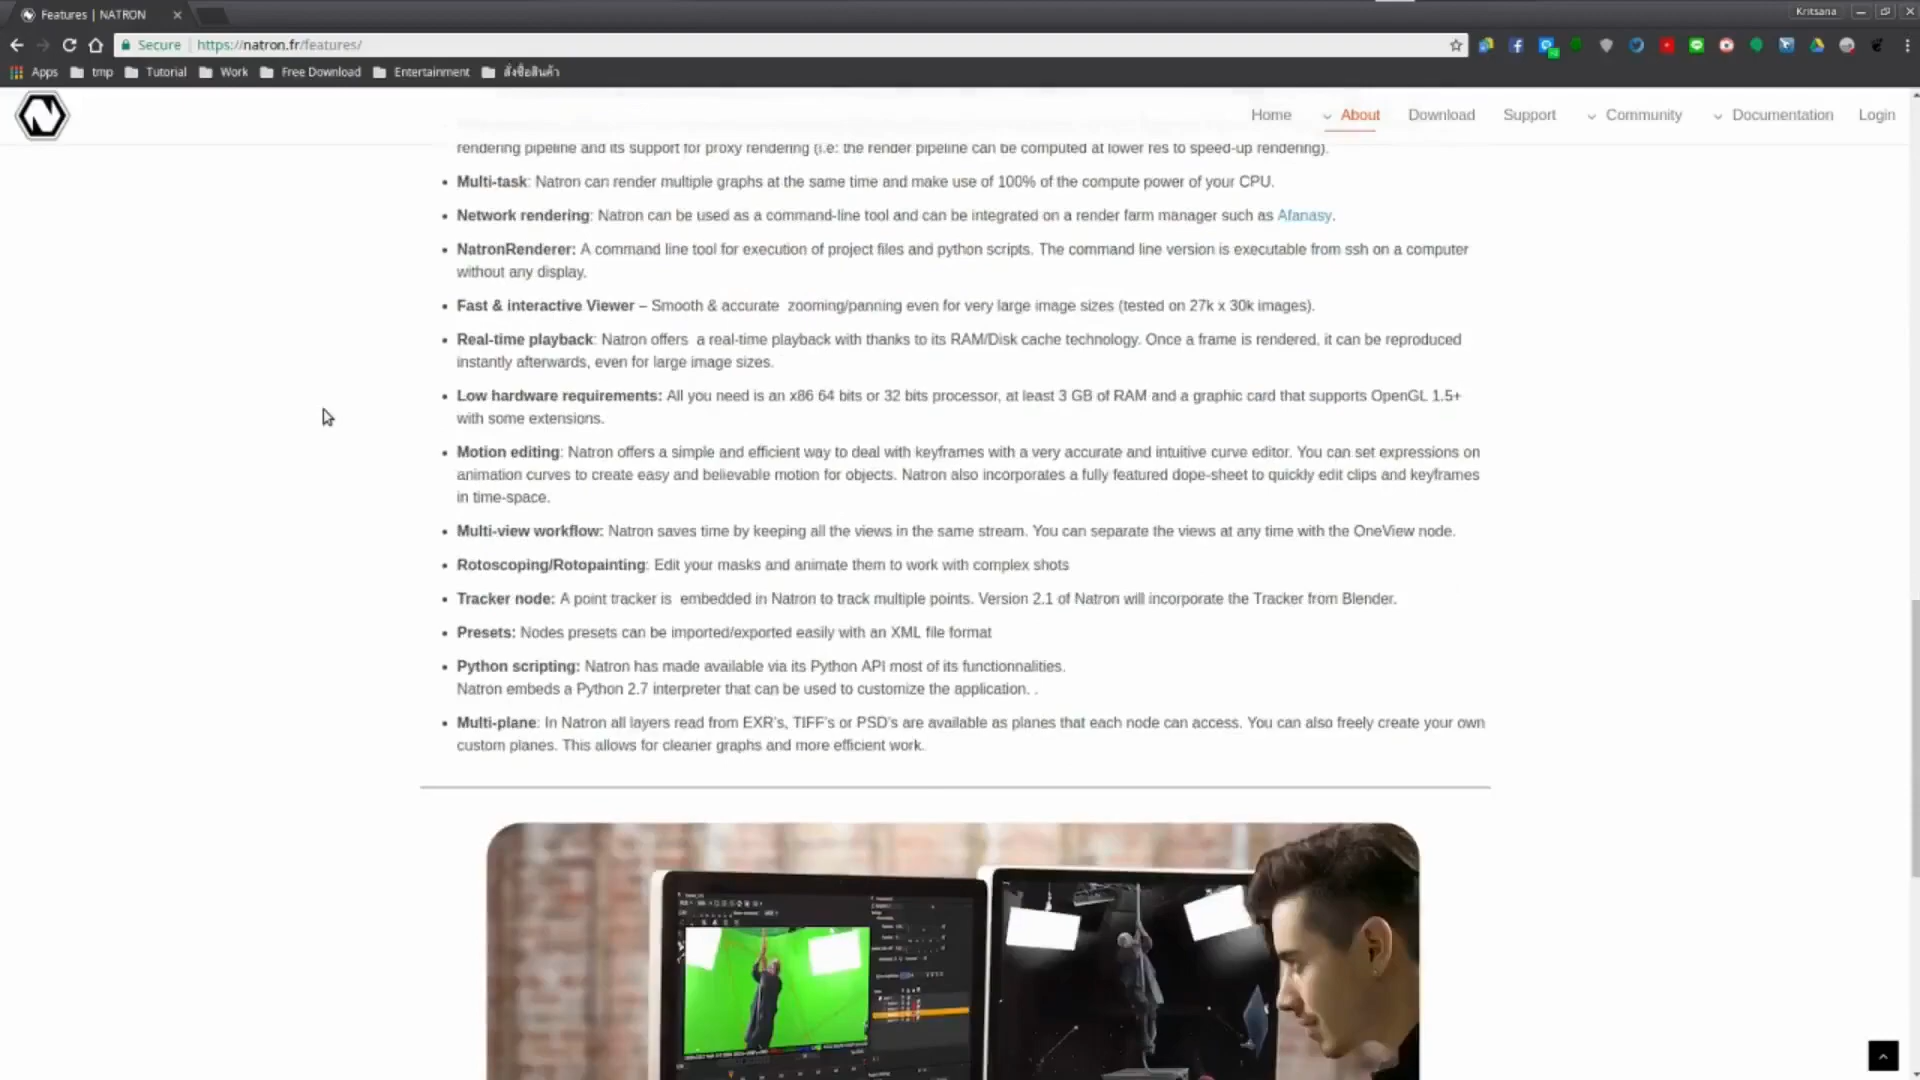 Features | NATRON
Kritsana
Secure https://natron.fr/features/
Apps tmp Tutorial Work Free Download Entertainment สั่งซื้อสินค้า
Home About Download Support Community Documentation Login
rendering pipeline and its support for proxy rendering (i.e: the render pipeline can be computed at lower res to speed-up rendering).
Multi-task: Natron can render multiple graphs at the same time and make use of 100% of the compute power of your CPU.
Network rendering: Natron can be used as a command-line tool and can be integrated on a render farm manager such as Afanasy.
NatronRenderer: A command line tool for execution of project files and python scripts. The command line version is executable from ssh on a computer
without any display.
Fast & interactive Viewer – Smooth & accurate zooming/panning even for very large image sizes (tested on 27k x 30k images).
Real-time playback: Natron offers a real-time playback with thanks to its RAM/Disk cache technology. Once a frame is rendered, it can be reproduced
instantly afterwards, even for large image sizes.
Low hardware requirements: All you need is an x86 64 bits or 32 bits processor, at least 3 GB of RAM and a graphic card that supports OpenGL 1.5+
with some extensions.
Motion editing: Natron offers a simple and efficient way to deal with keyframes with a very accurate and intuitive curve editor. You can set expressions on
animation curves to create easy and believable motion for objects. Natron also incorporates a fully featured dope-sheet to quickly edit clips and keyframes
in time-space.
Multi-view workflow: Natron saves time by keeping all the views in the same stream. You can separate the views at any time with the OneView node.
Rotoscoping/Rotopainting: Edit your masks and animate them to work with complex shots
Tracker node: A point tracker is embedded in Natron to track multiple points. Version 2.1 of Natron will incorporate the Tracker from Blender.
Presets: Nodes presets can be imported/exported easily with an XML file format
Python scripting: Natron has made available via its Python API most of its functionnalities.
Natron embeds a Python 2.7 interpreter that can be used to customize the application. .
Multi-plane: In Natron all layers read from EXR's, TIFF's or PSD's are available as planes that each node can access. You can also freely create your own
custom planes. This allows for cleaner graphs and more efficient work.